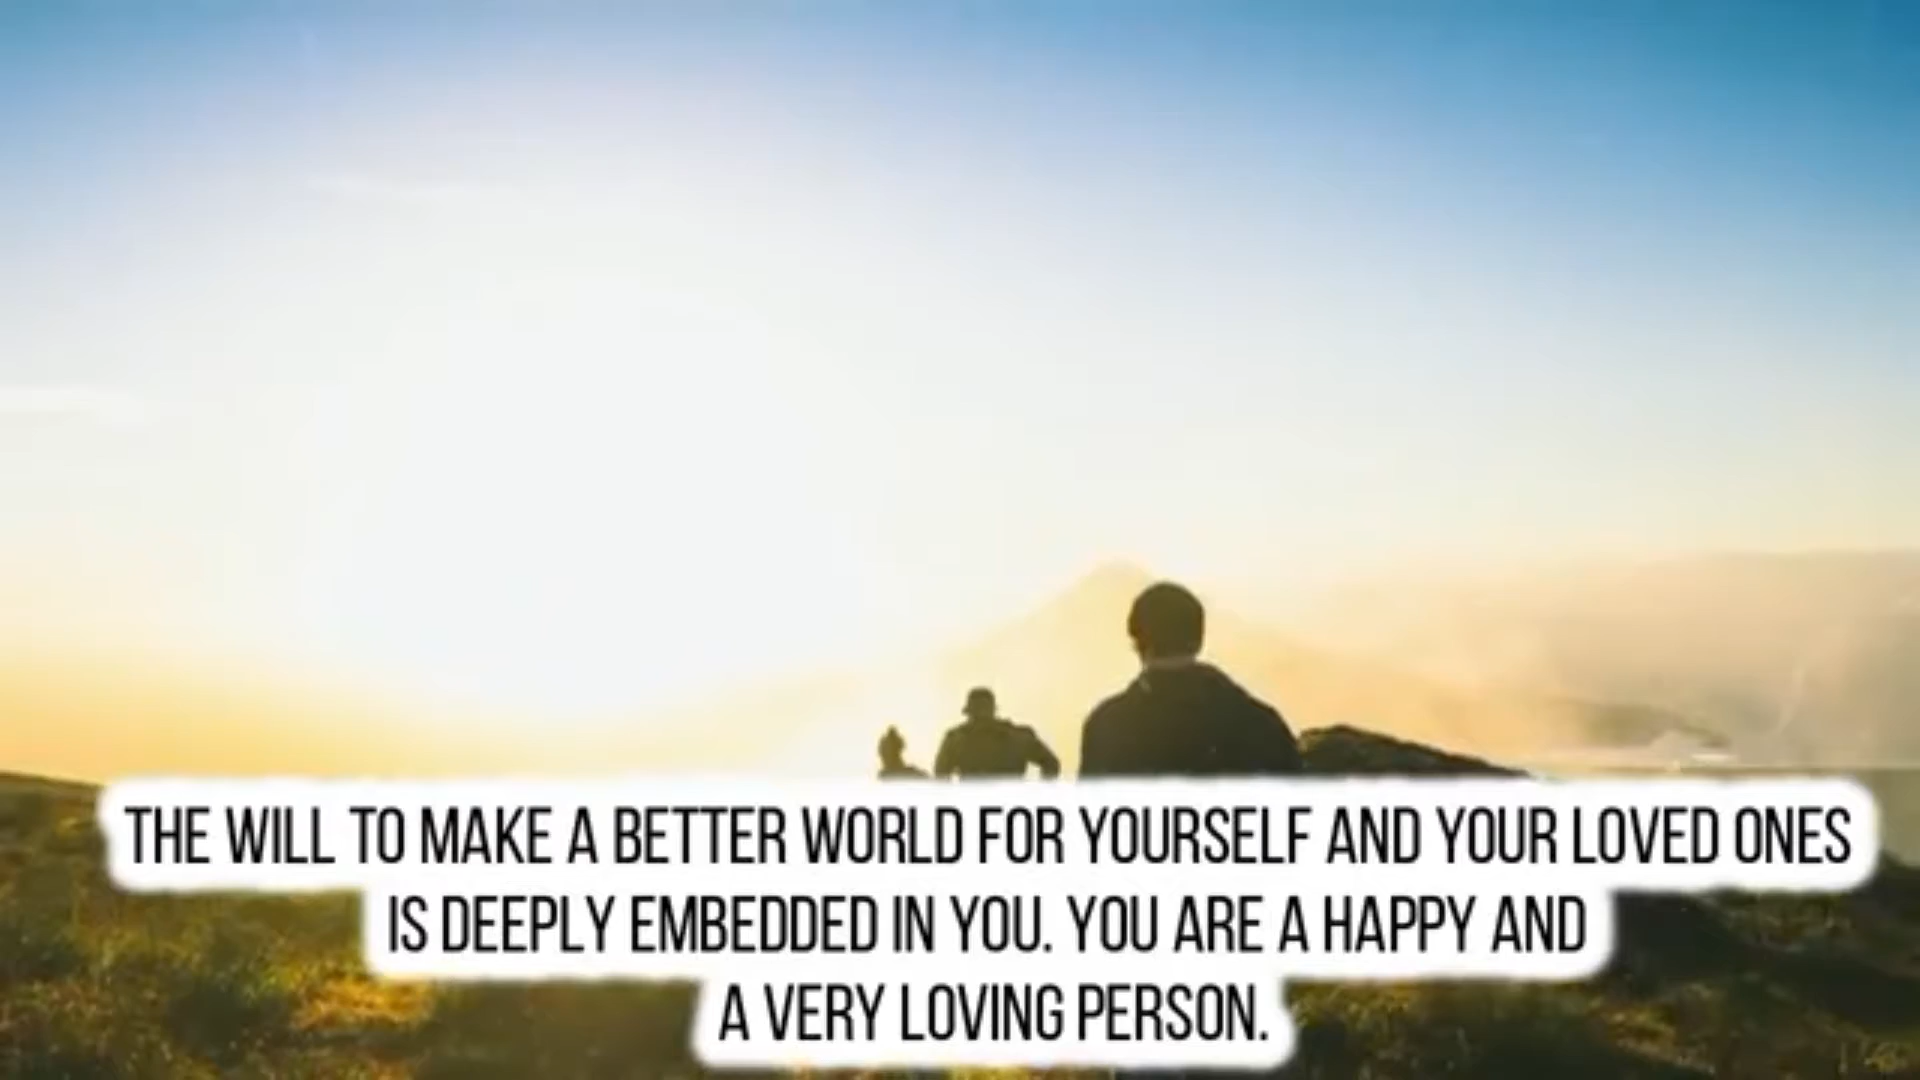 THE WILL TO MAKE A BETTER WORLD FOR YOURSELF AND YOUR LOVED ONES
IS DEEPLY EMBEDDED IN YOU. YOU ARE A HAPPY AND
A VERY LOVING PERSON.